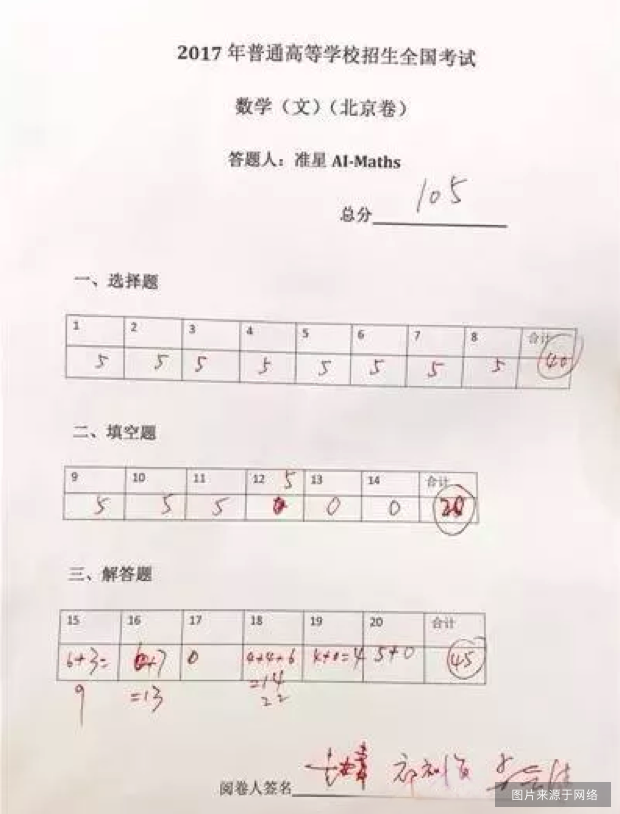 2017 年普通高等学校招生全国考试
数学（文）（北京卷）
答题人：准星 AI-Maths
总分 105
一、选择题
1 2 3 4 5 6 7 8 合计
5 5 5 5 5 5 5 5 40
二、填空题
9 10 11 12 13 14 合计
5
5 5 5 0 0 20
三、解答题
15 16 17 18 19 20 合计
6+3= 6+7 0 4+4+6 4+0=4 5+0 45
9 =13 =14
22
阅卷人签名
图片来源于网络